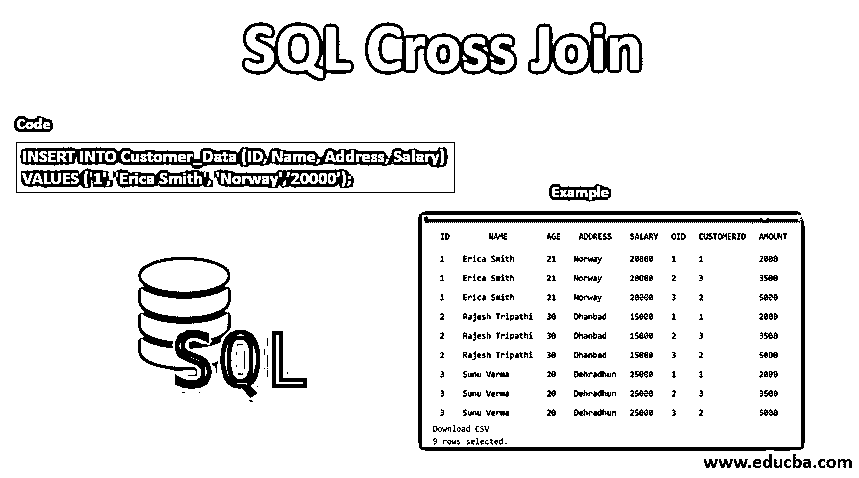 SQL Cross Join
Code
INSERT INTO Customer_Data (ID, Name, Address, Salary)
VALUES ('1','Erica Smith', 'Norway','20000');
Example
ID NAME AGE ADDRESS SALARY OID CUSTOMERID AMOUNT
1 Erica Smith 21 Norway 20000 1 1 2000
1 Erica Smith 21 Norway 20000 2 3 3500
1 Erica Smith 21 Norway 20000 3 2 5000
2 Rajesh Tripathi 30 Dhanbad 15000 1 1 2000
2 Rajesh Tripathi 30 Dhanbad 15000 2 3 3500
2 Rajesh Tripathi 30 Dhanbad 15000 3 2 5000
3 Sunu Verma 20 Dehradhun 25000 1 1 2000
3 Sunu Verma 20 Dehradhun 25000 2 3 3500
3 Sunu Verma 20 Dehradhun 25000 3 2 5000
Download CSV
9 rows selected.
SQL
www.educba.com